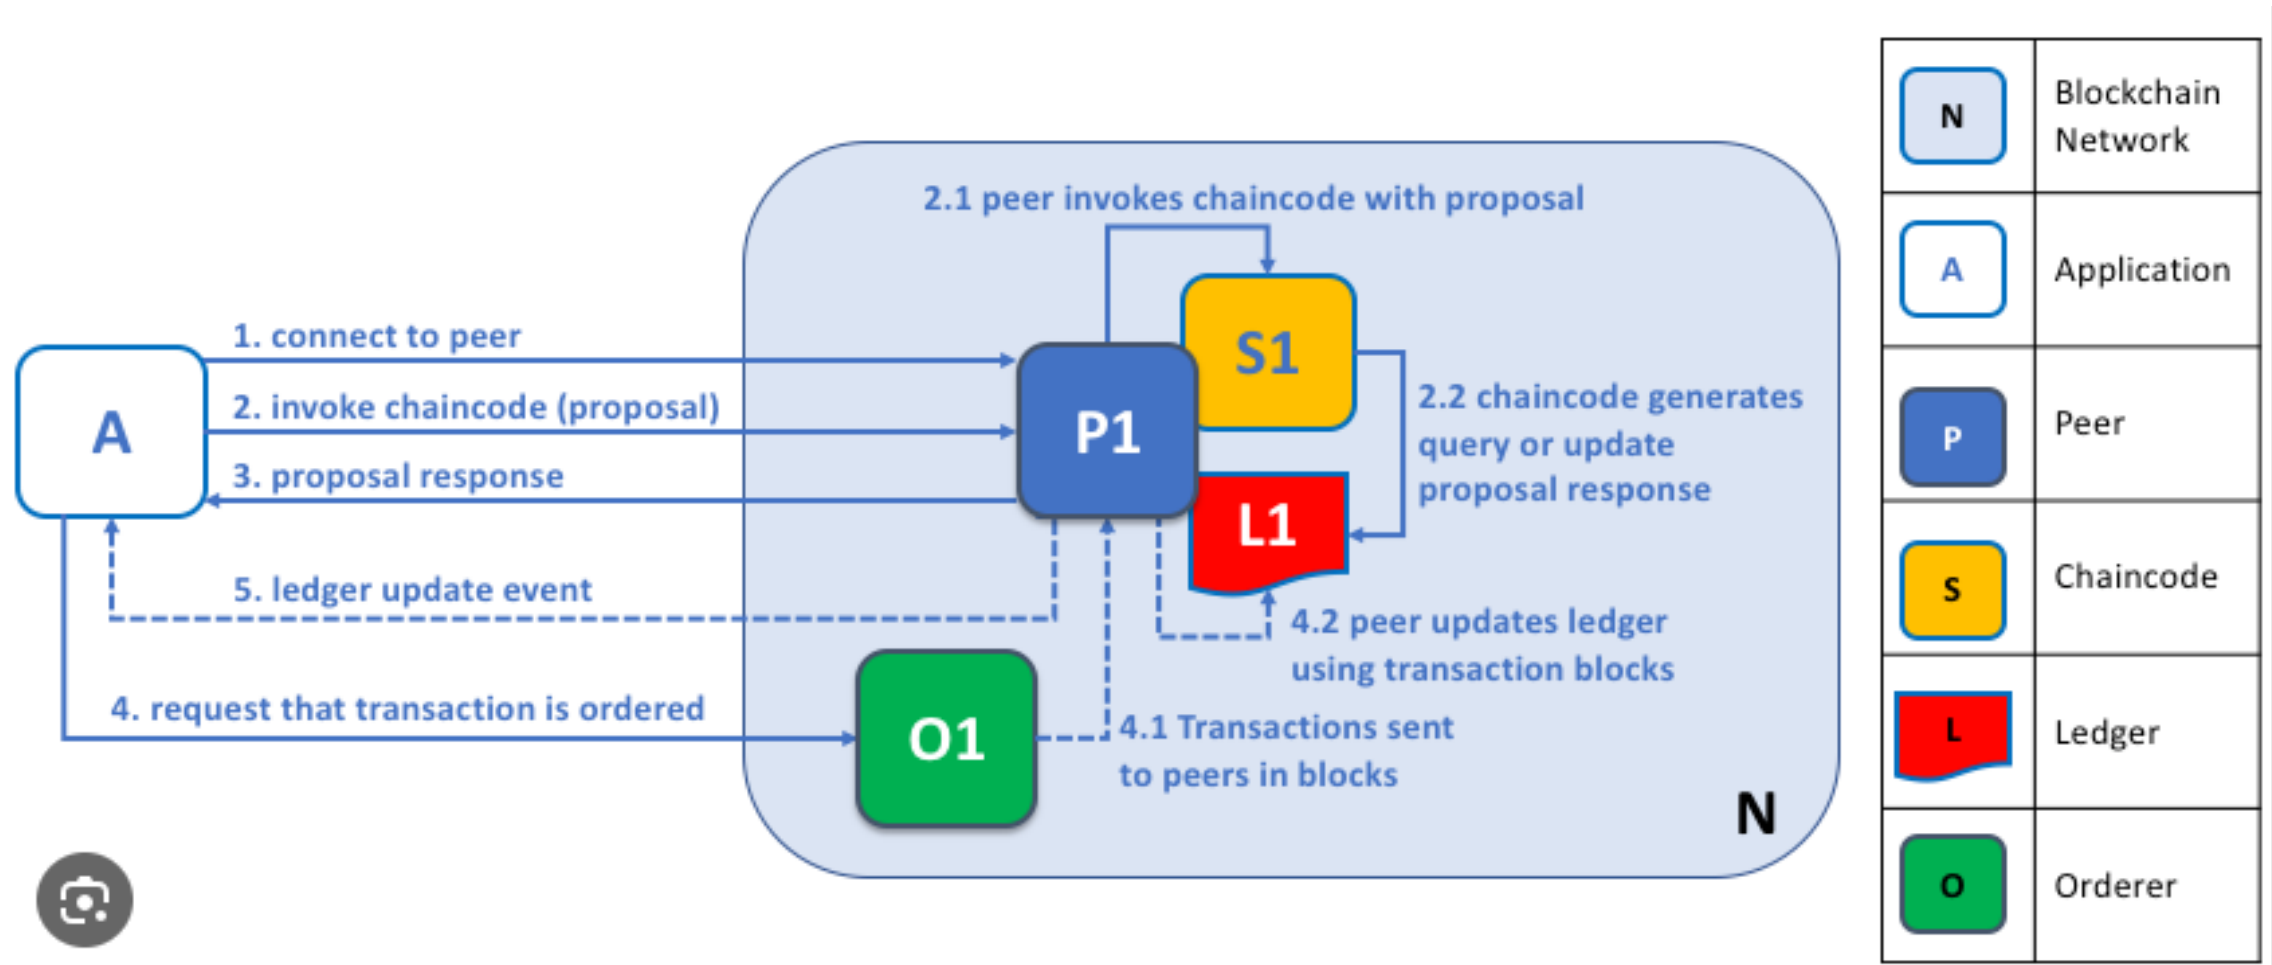 2.1 peer invokes chaincode with proposal
1. connect to peer
2. invoke chaincode (proposal)
3. proposal response
A
P1
S1
L1
2.2 chaincode generates
query or update
proposal response
5. ledger update event
4.2 peer updates ledger
using transaction blocks
4. request that transaction is ordered
O1
4.1 Transactions sent
to peers in blocks
N
N
Blockchain
Network
A
Application
P
Peer
S
Chaincode
L
Ledger
O
Orderer